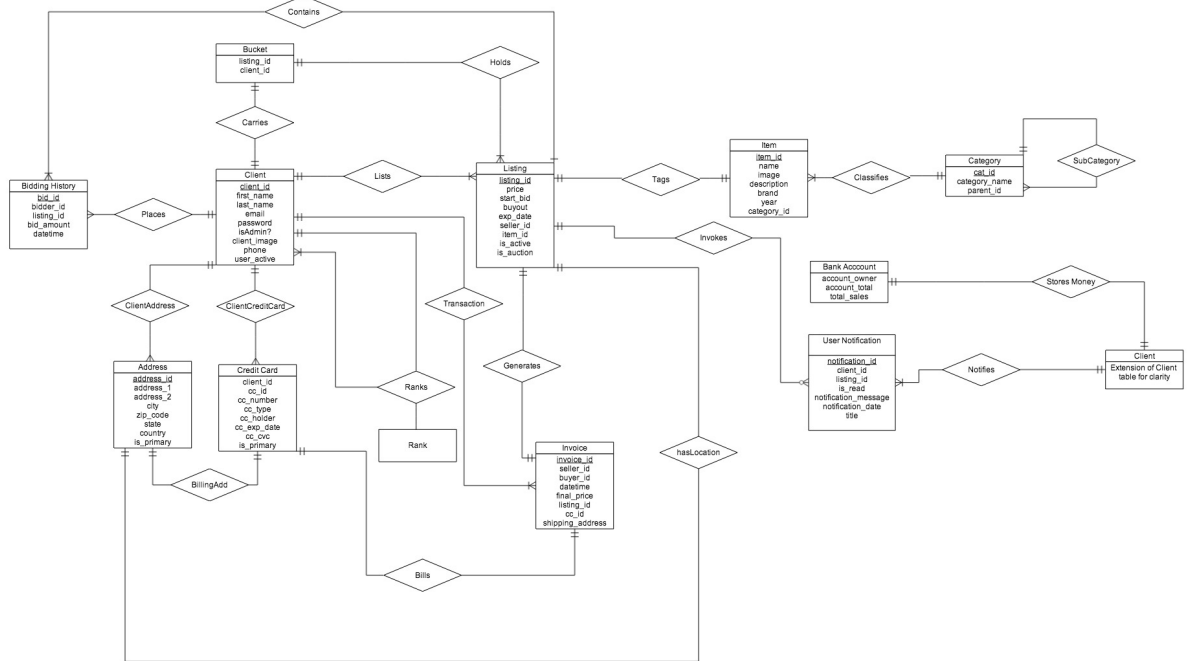 Contains
Bucket
listing_id
client_id
Holds
Carries
Client
client_id
first_name
last_name
email
password
isAdmin?
client_image
phone
user_active
Lists
Listing
listing_id
price
start_bid
buyout
exp_date
seller_id
item_id
is_active
is_auction
Tags
Item
item_id
name
image
description
brand
year
category_id
Classifies
Category
cat_id
category_name
parent_id
SubCategory
Bidding History
bid_id
bidder_id
listing_id
bid_amount
datetime
Places
Invokes
Bank Acccount
account_owner
account_total
total_sales
Stores Money
ClientAddress
ClientCreditCard
Transaction
User Notification
notification_id
client_id
listing_id
is_read
notification_message
notification_date
title
Notifies
Client
Extension of Client
table for clarity
Address
address_id
address_1
address_2
city
zip_code
state
country
is_primary
Credit Card
client_id
cc_id
cc_number
cc_type
cc_holder
cc_exp_date
cc_cvc
is_primary
Ranks
Rank
Generates
hasLocation
Invoice
invoice_id
seller_id
buyer_id
datetime
final_price
listing_id
cc_id
shipping_address
BillingAdd
Bills